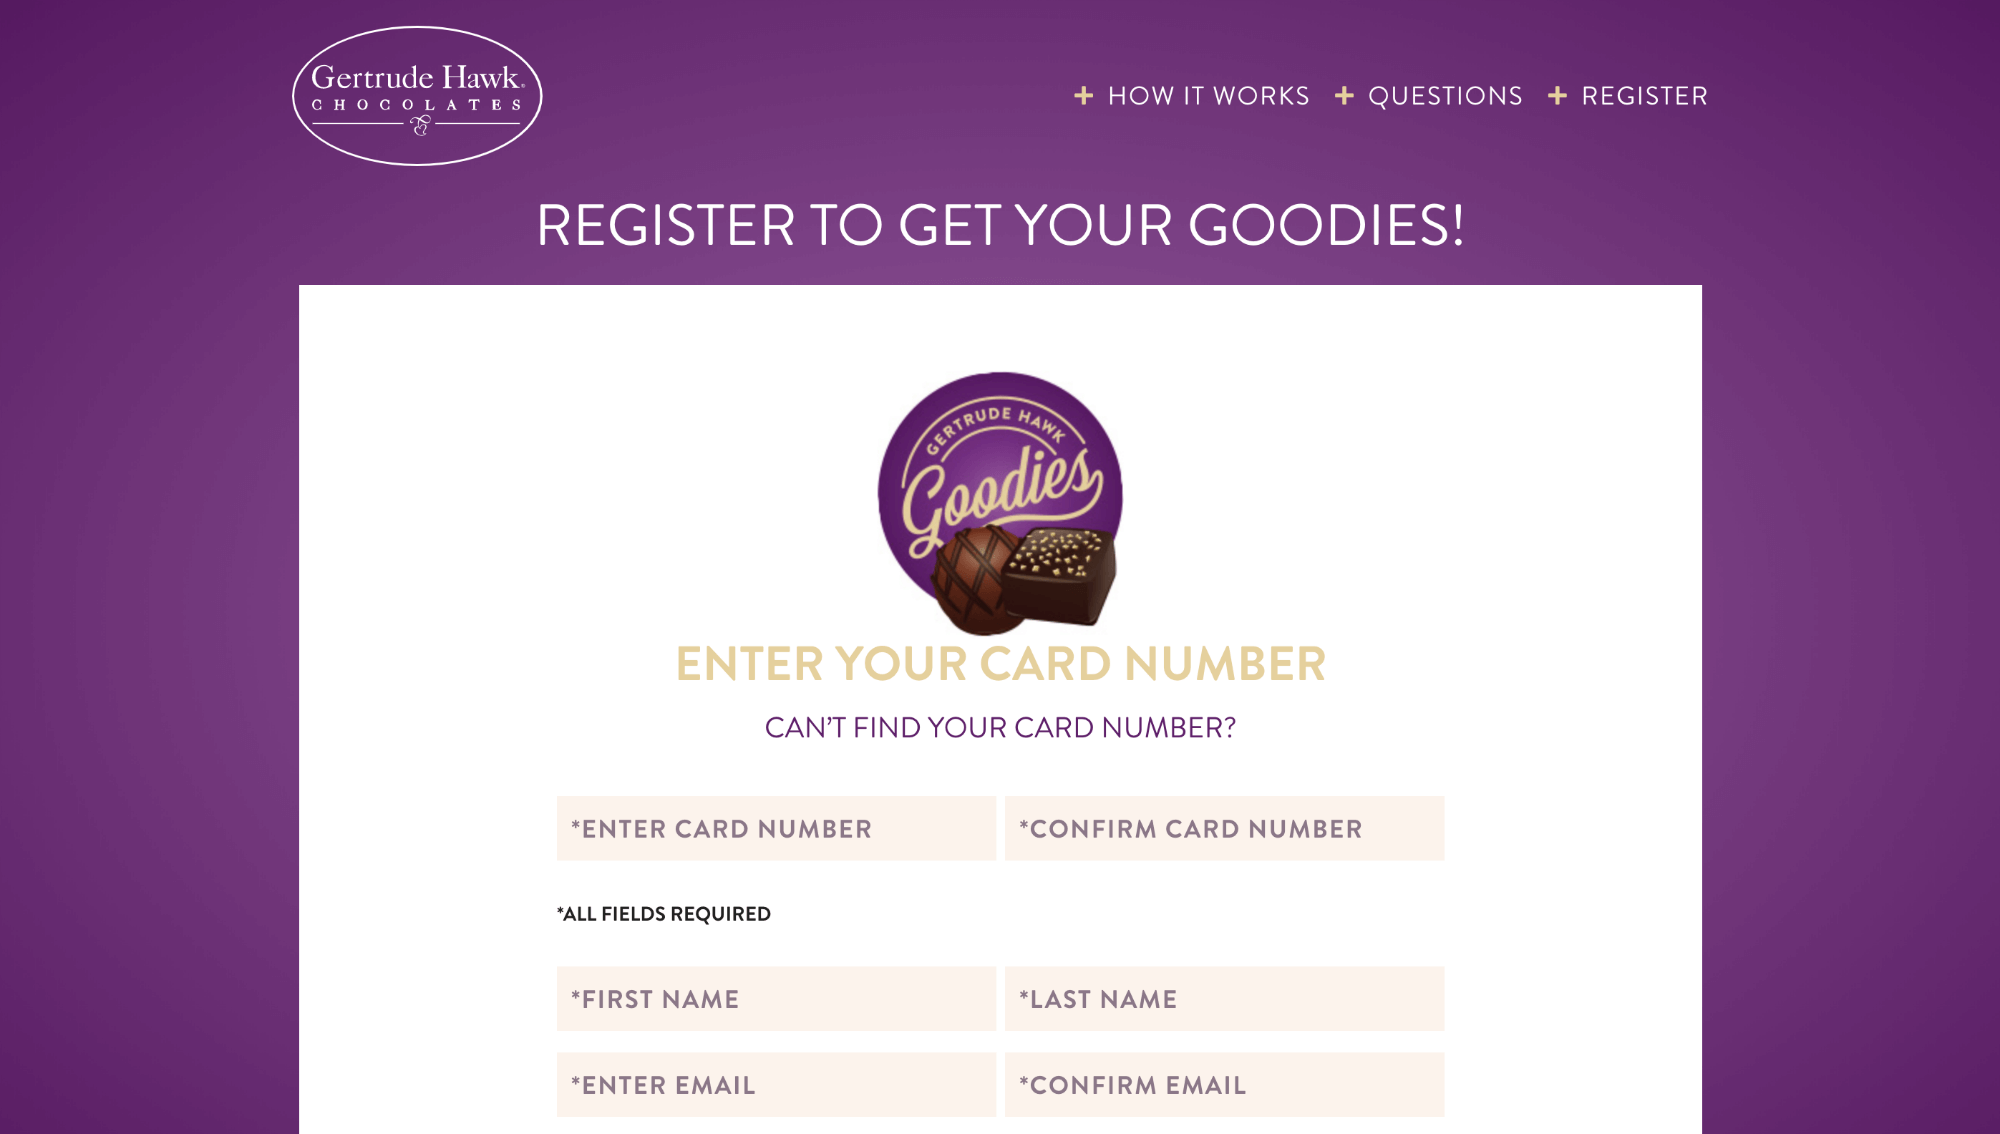 Gertrude Hawk®
CHOCOLATES
+ HOW IT WORKS + QUESTIONS + REGISTER
REGISTER TO GET YOUR GOODIES!
GERTRUDE HAWK
Goodies
ENTER YOUR CARD NUMBER
CAN'T FIND YOUR CARD NUMBER?
*ENTER CARD NUMBER *CONFIRM CARD NUMBER
*ALL FIELDS REQUIRED
*FIRST NAME *LAST NAME
*ENTER EMAIL *CONFIRM EMAIL